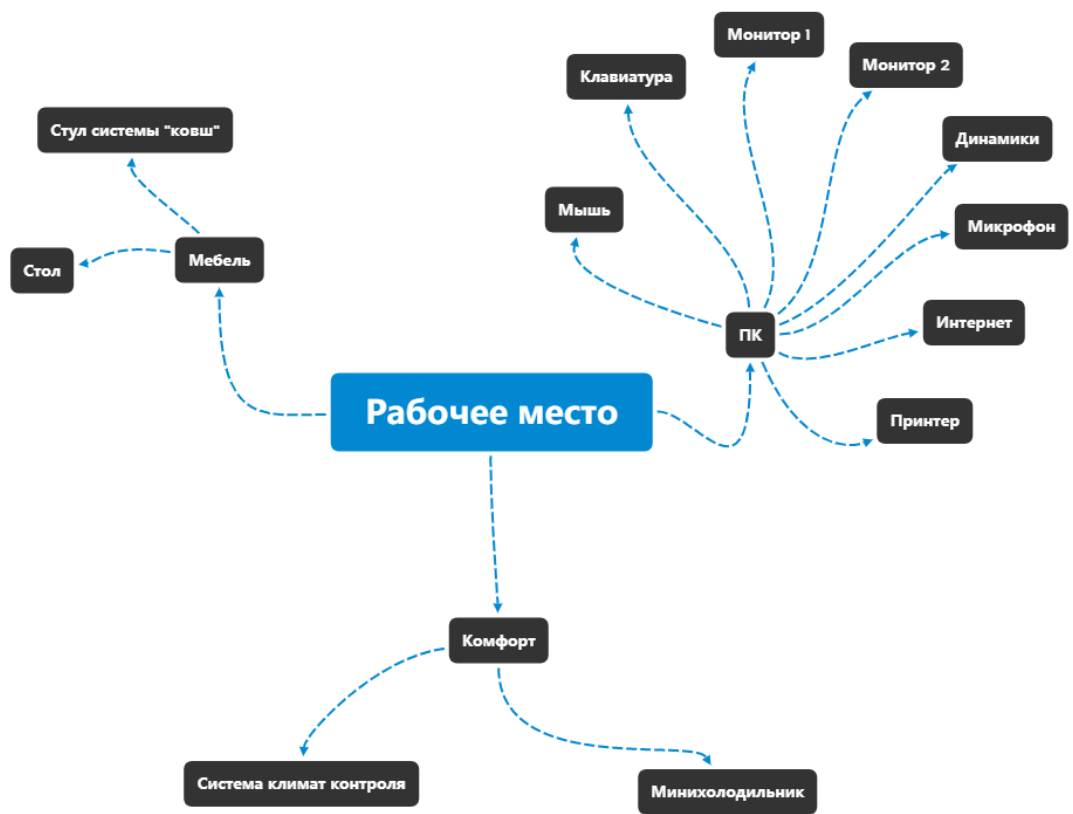 Монитор 1
Монитор 2
Клавиатура
Стул системы "ковш"
Динамики
Мышь
Микрофон
Мебель
Стол
Интернет
ПК
Рабочее место
Принтер
Комфорт
Система климат контроля
Минихолодильник